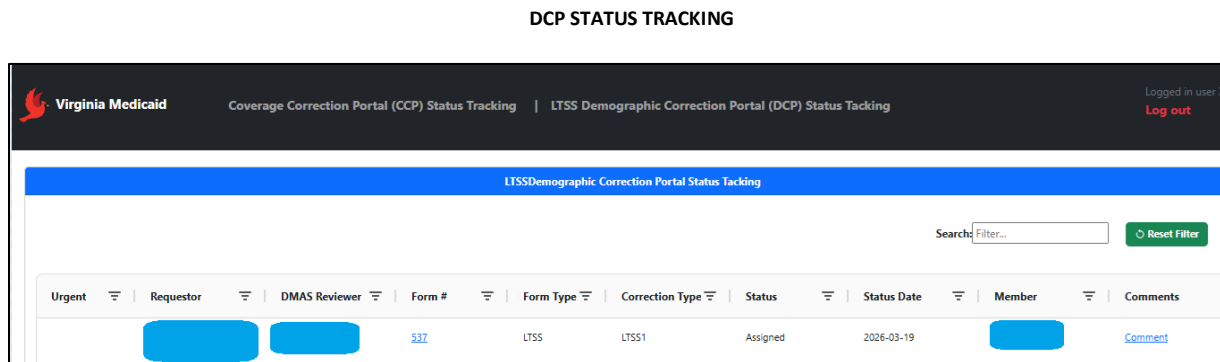 DCP STATUS TRACKING
Virginia Medicaid
Coverage Correction Portal (CCP) Status Tracking | LTSS Demographic Correction Portal (DCP) Status Tacking
Logged in user
Log out
LTSSDemographic Correction Portal Status Tacking
Search: Filter... Reset Filter
Urgent Requestor DMAS Reviewer Form # Form Type Correction Type Status Status Date Member Comments
537 LTSS LTSS1 Assigned 2026-03-19 Comment